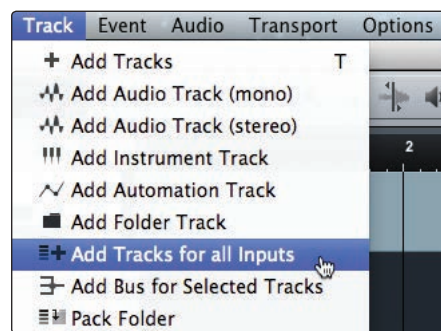 Track Event Audio Transport Options
Add Tracks T
Add Audio Track (mono)
Add Audio Track (stereo)
2
Add Instrument Track
Add Automation Track
Add Folder Track
Add Tracks for all Inputs
Add Bus for Selected Tracks
Pack Folder